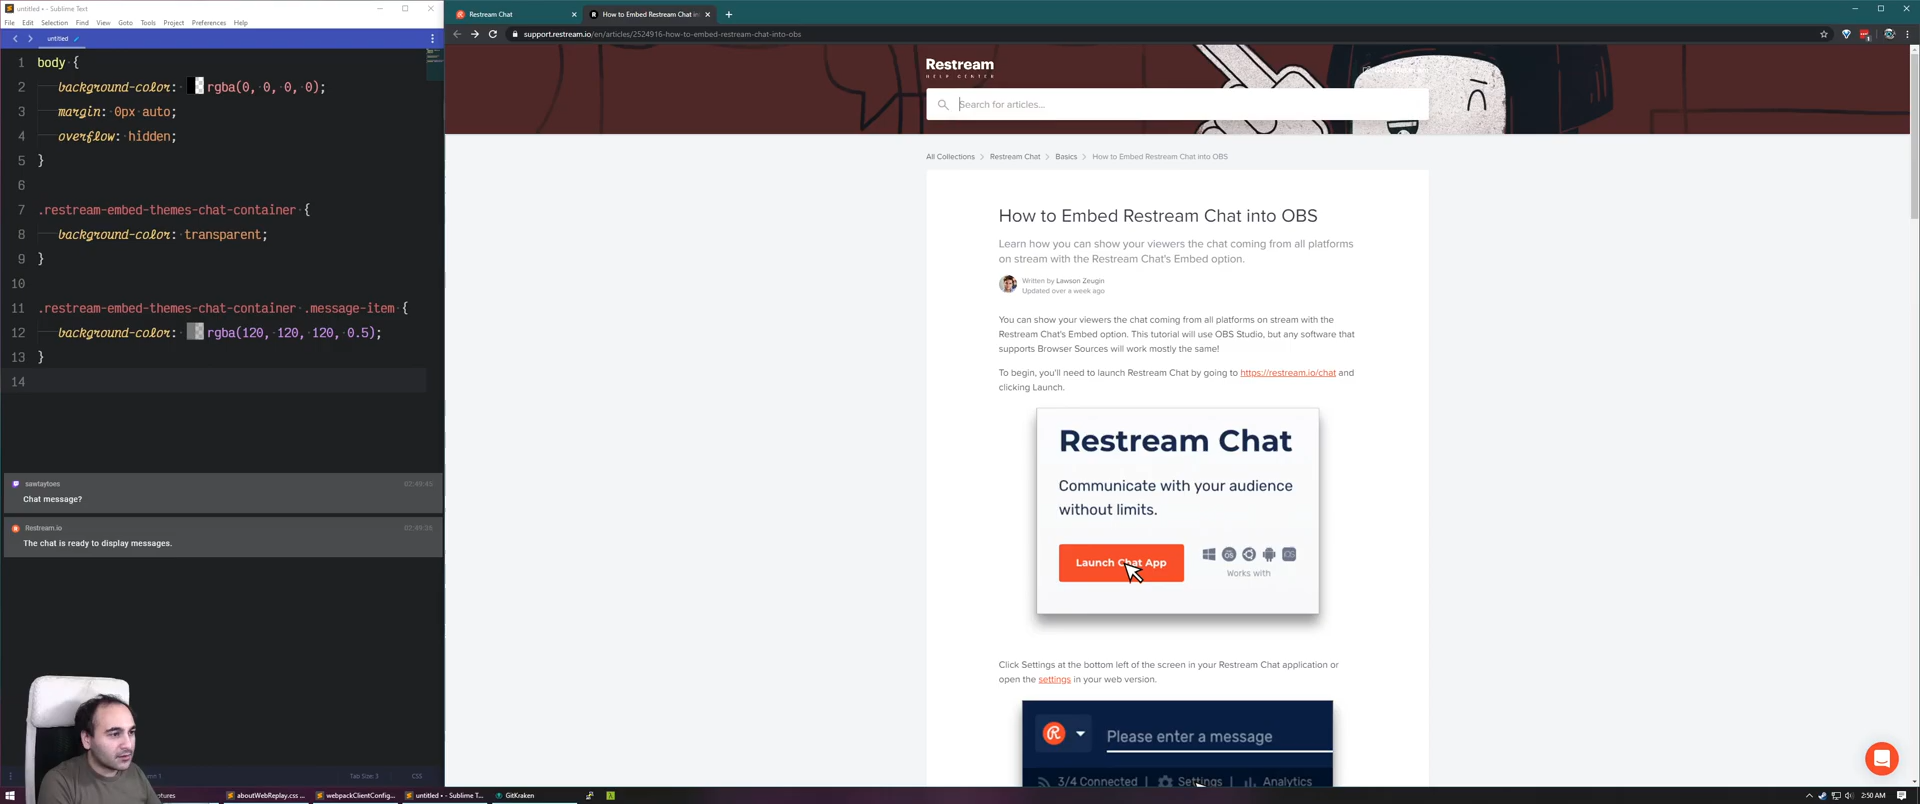 untitled • - Sublime Text
File Edit Selection Find View Goto Tools Project Preferences Help
untitled
1 body {
2 background-color: rgba(0, 0, 0, 0);
3 margin: 0px auto;
4 overflow: hidden;
5 }
6
7 .restream-embed-themes-chat-container {
8 background-color: transparent;
9 }
10
11 .restream-embed-themes-chat-container .message-item {
12 background-color: rgba(120, 120, 120, 0.5);
13 }
14
sawtaytoes
Chat message?
Restream.io
The chat is ready to display messages.
Tab Size: 3 CSS
Restream Chat
How to Embed Restream Chat in
support.restream.io/en/articles/2524916-how-to-embed-restream-chat-into-obs
Restream
HELP CENTER
Search for articles...
All Collections Restream Chat Basics How to Embed Restream Chat into OBS
How to Embed Restream Chat into OBS
Learn how you can show your viewers the chat coming from all platforms
on stream with the Restream Chat's Embed option.
Written by Lawson Zeugin
Updated over a week ago
You can show your viewers the chat coming from all platforms on stream with the
Restream Chat's Embed option. This tutorial will use OBS Studio, but any software that
supports Browser Sources will work mostly the same!
To begin, you'll need to launch Restream Chat by going to https://restream.io/chat and
clicking Launch.
Restream Chat
Communicate with your audience
without limits.
Launch Chat App
Works with
Click Settings at the bottom left of the screen in your Restream Chat application or
open the settings in your web version.
Please enter a message
3/4 Connected | Settings | Analytics
aboutWebReplay.css ... webpackClientConfig... untitled • - Sublime T... GitKraken
2:50 AM